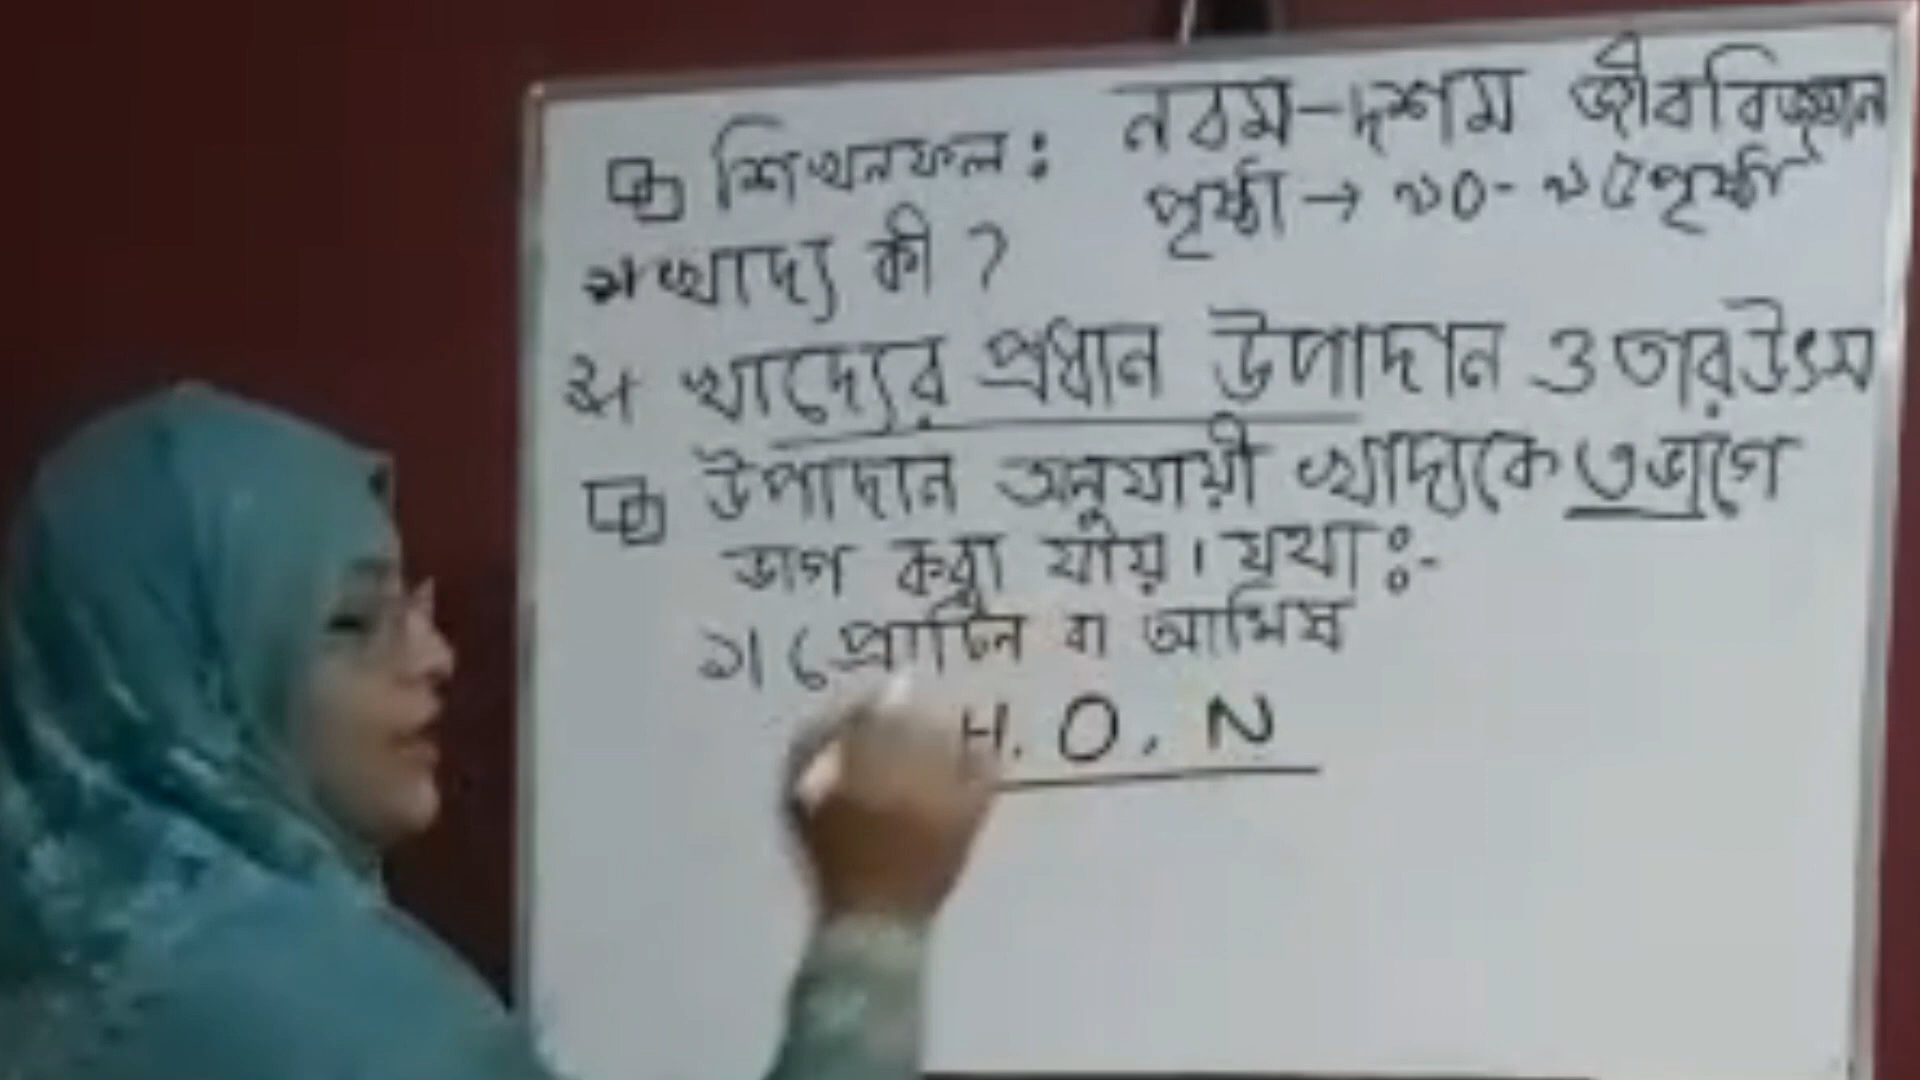 নবম-দশম জীববিজ্ঞান
শিখনফল:
পৃষ্ঠা → ৯০- ৯৫পৃষ্ঠা
১। খাদ্য কী ?
২। খাদ্যের প্রধান উপাদান ও তার উৎস
উপাদান অনুযায়ী খাদ্যকে ৩ভাগে
ভাগ করা যায়। যথা:-
১। প্রোটিন বা আমিষ
H. O, N